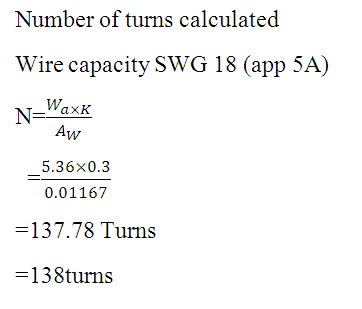 Number of turns calculated
Wire capacity SWG 18 (app 5A)
N=Wa×K/AW
=5.36×0.3/0.01167
=137.78 Turns
=138turns